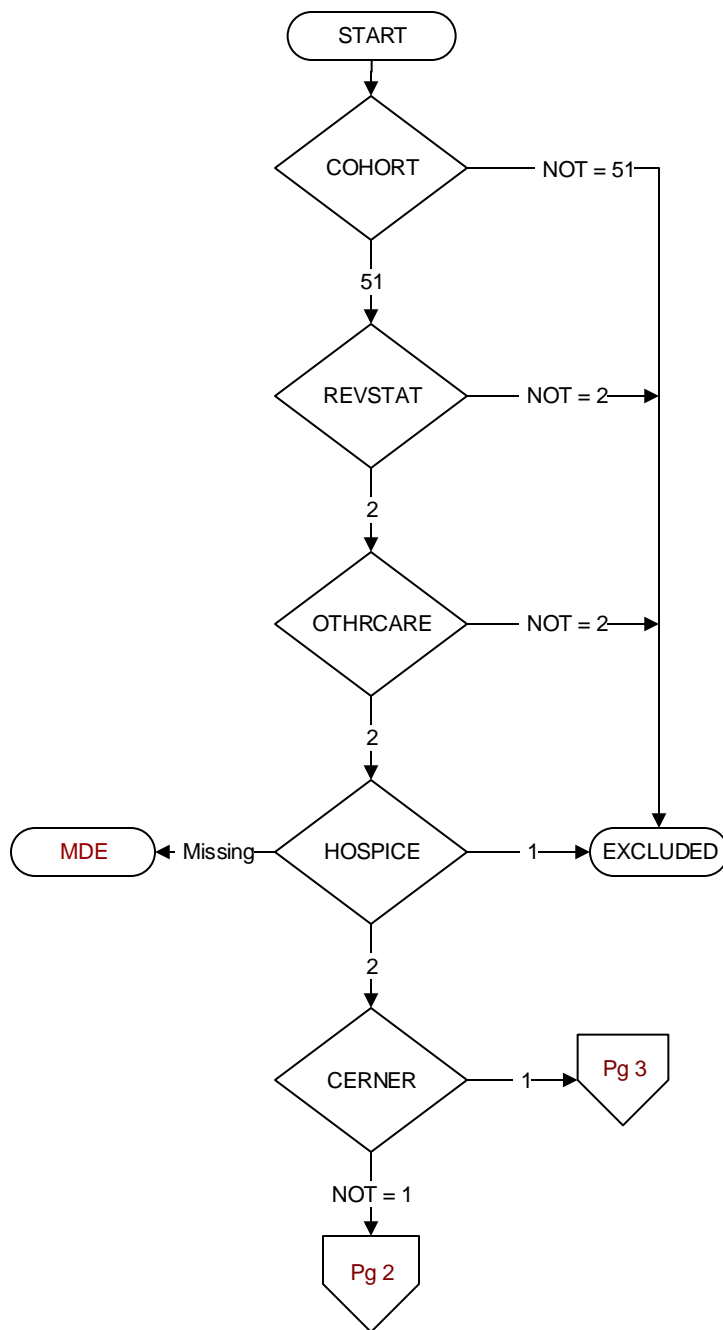 START
COHORT
NOT = 51
51
REVSTAT
NOT = 2
2
OTHRCARE
NOT = 2
2
MDE
Missing
HOSPICE
1
EXCLUDED
2
CERNER
1
Pg 3
NOT = 1
Pg 2